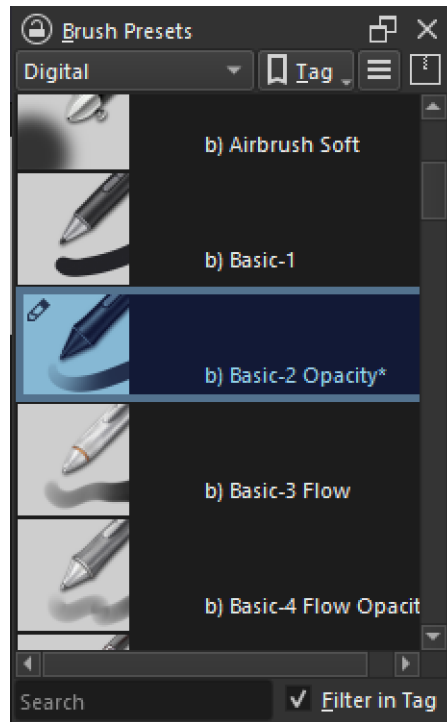 Brush Presets
Digital
Tag
b) Airbrush Soft
b) Basic-1
b) Basic-2 Opacity*
b) Basic-3 Flow
b) Basic-4 Flow Opacit
Search
Filter in Tag